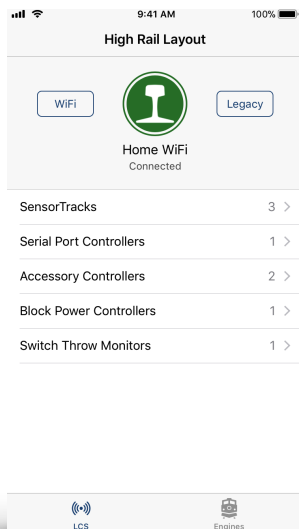 9:41 AM
100%
High Rail Layout
WiFi
Legacy
Home WiFi
Connected
SensorTracks 3
Serial Port Controllers 1
Accessory Controllers 2
Block Power Controllers 1
Switch Throw Monitors 1
LCS
Engines